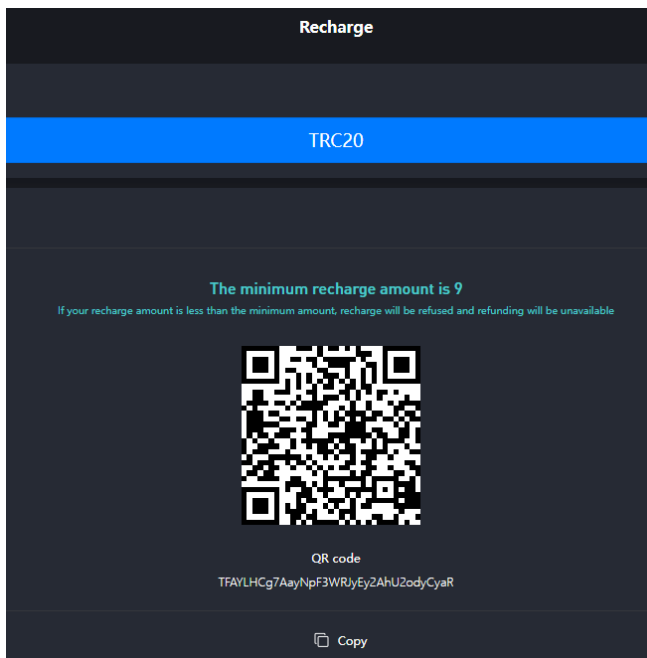 Recharge
TRC20
The minimum recharge amount is 9
If your recharge amount is less than the minimum amount, recharge will be refused and refunding will be unavailable
QR code
TFAYLHCg7AayNpF3WRJyEy2AhU2odyCyaR
Copy